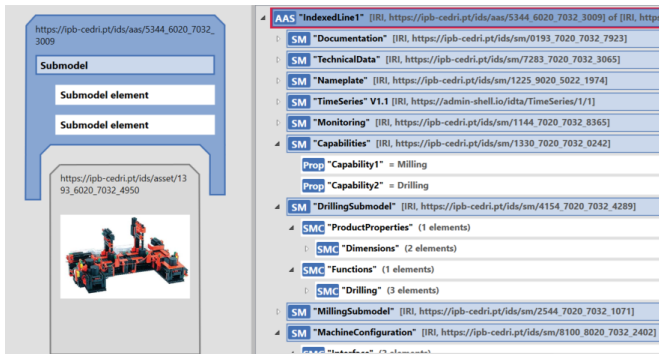 https://ipb-cedri.pt/ids/aas/5344_6020_7032_
3009
Submodel
Submodel element
Submodel element
https://ipb-cedri.pt/ids/asset/13
93_6020_7032_4950
AAS "IndexedLine1" [IRI, https://ipb-cedri.pt/ids/aas/5344_6020_7032_3009] of [IRI, https
SM "Documentation" [IRI, https://ipb-cedri.pt/ids/sm/0193_7020_7032_7923]
SM "TechnicalData" [IRI, https://ipb-cedri.pt/ids/sm/7283_7020_7032_3065]
SM "Nameplate" [IRI, https://ipb-cedri.pt/ids/sm/1225_9020_5022_1974]
SM "TimeSeries" V1.1 [IRI, https://admin-shell.io/idta/TimeSeries/1/1]
SM "Monitoring" [IRI, https://ipb-cedri.pt/ids/sm/1144_7020_7032_8365]
SM "Capabilities" [IRI, https://ipb-cedri.pt/ids/sm/1330_7020_7032_0242]
Prop "Capability1" = Milling
Prop "Capability2" = Drilling
SM "DrillingSubmodel" [IRI, https://ipb-cedri.pt/ids/sm/4154_7020_7032_4289]
SMC "ProductProperties" (1 elements)
SMC "Dimensions" (2 elements)
SMC "Functions" (1 elements)
SMC "Drilling" (3 elements)
SM "MillingSubmodel" [IRI, https://ipb-cedri.pt/ids/sm/2544_7020_7032_1071]
SM "MachineConfiguration" [IRI, https://ipb-cedri.pt/ids/sm/8100_8020_7032_2402]
SMC "Interface" (2 elements)